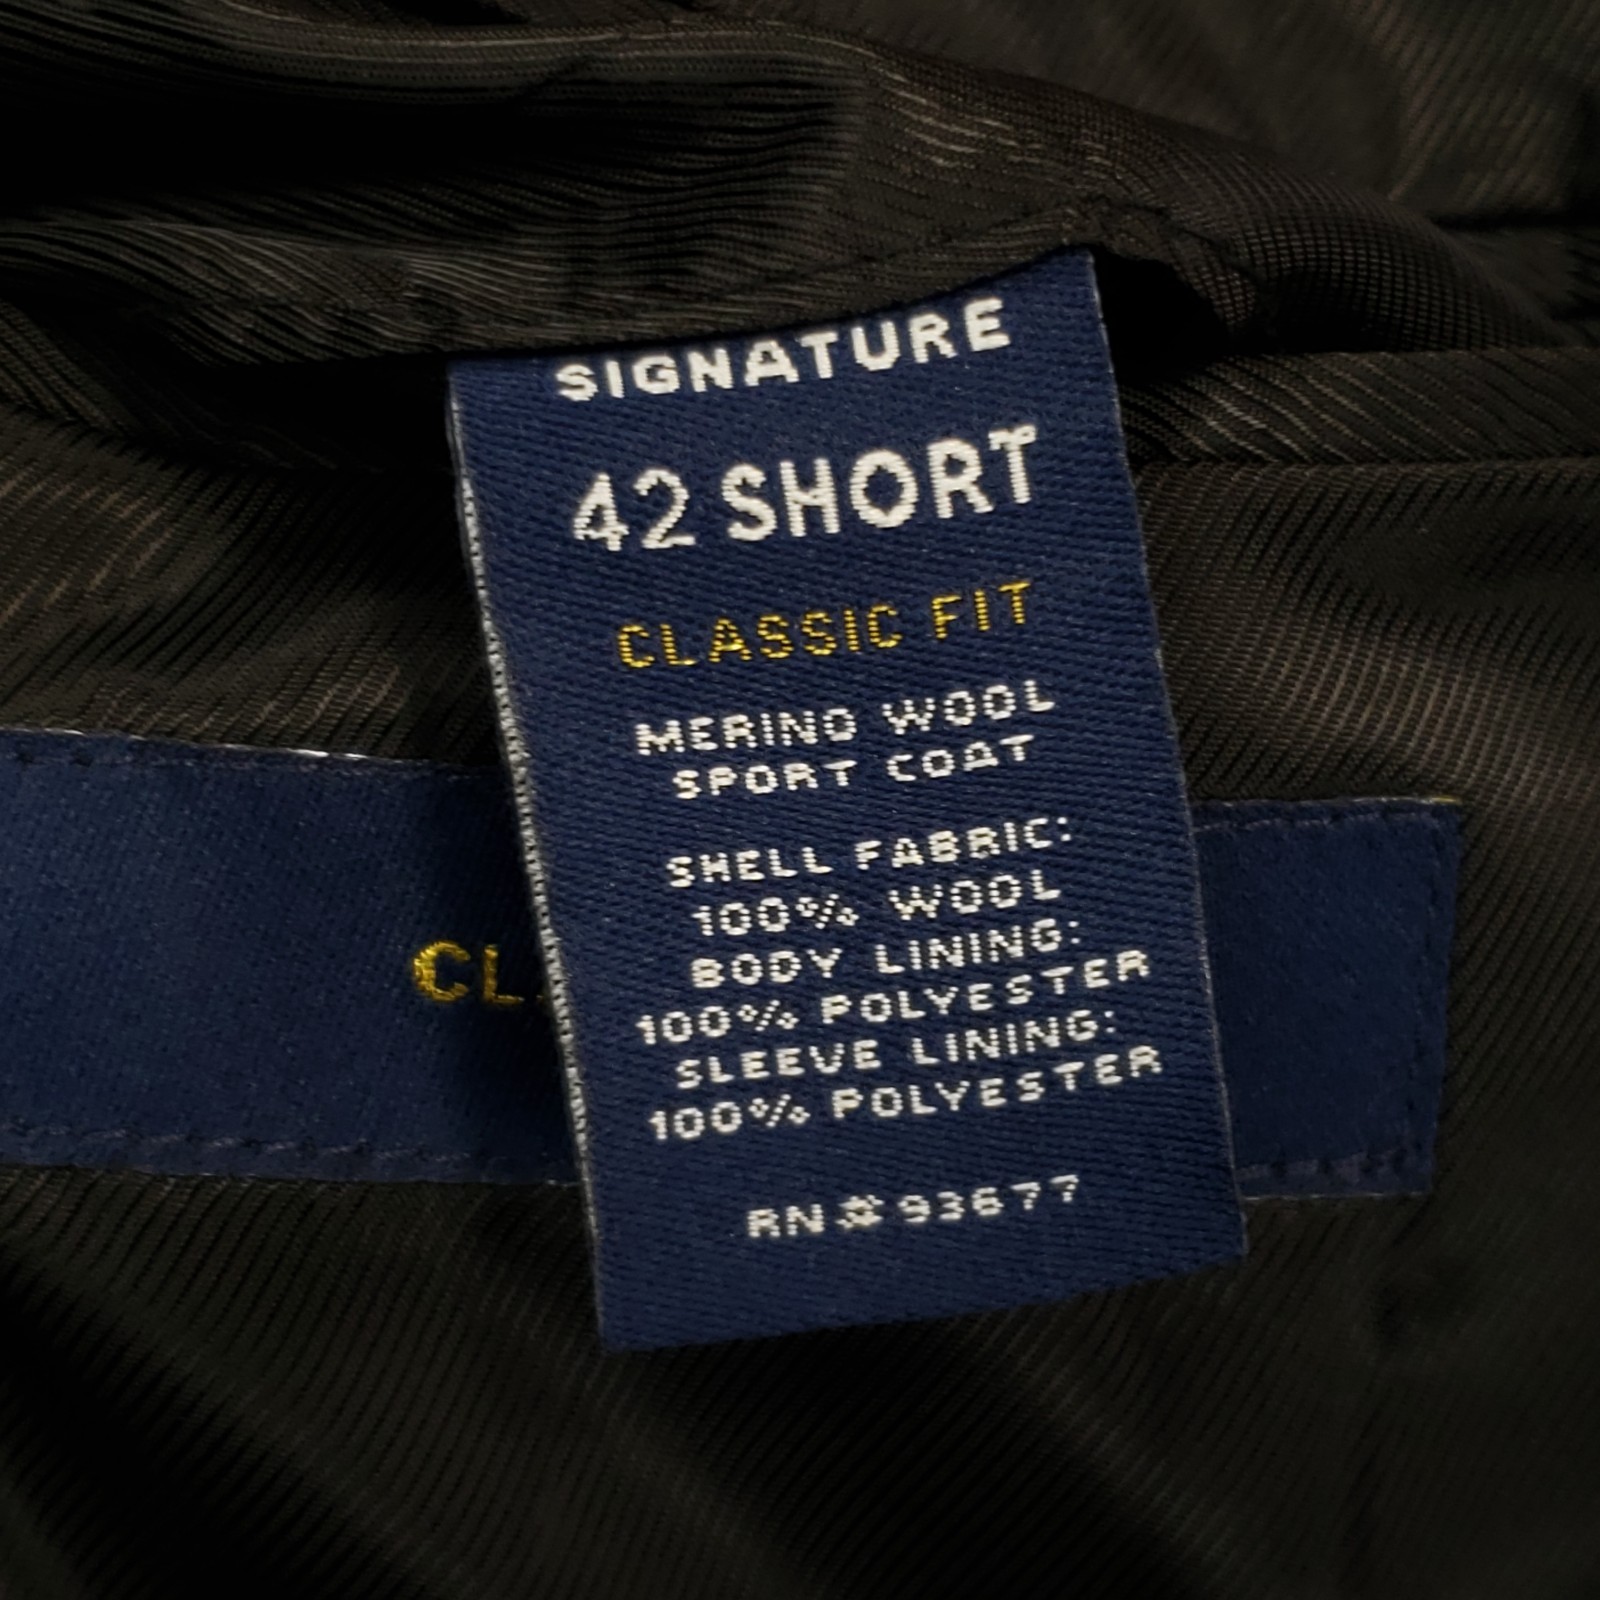 SIGNATURE
42 SHORT
CLASSIC FIT
MERINO WOOL
SPORT COAT
SHELL FABRIC:
100% WOOL
BODY LINING:
100% POLYESTER
SLEEVE LINING:
100% POLYESTER
RN#93677
CL